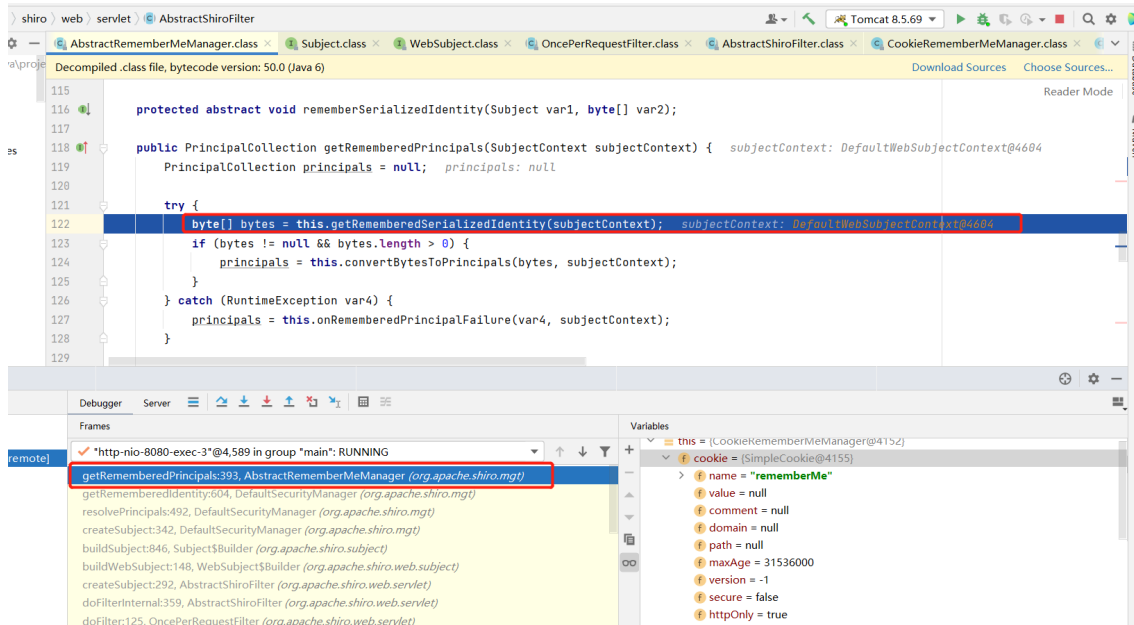 shiro 〉 web 〉 servlet 〉 AbstractShiroFilter
Tomcat 8.5.69
AbstractRememberMeManager.class × Subject.class × WebSubject.class × OncePerRequestFilter.class × AbstractShiroFilter.class × CookieRememberMeManager.class ×
Decompiled .class file, bytecode version: 50.0 (Java 6) Download Sources Choose Sources...
Reader Mode
115
116 protected abstract void rememberSerializedIdentity(Subject var1, byte[] var2);
117
118 public PrincipalCollection getRememberedPrincipals(SubjectContext subjectContext) { subjectContext: DefaultWebSubjectContext@4604
119 PrincipalCollection principals = null; principals: null
120
121 try {
122 byte[] bytes = this.getRememberedSerializedIdentity(subjectContext); subjectContext: DefaultWebSubjectContext@4604
123 if (bytes != null && bytes.length > 0) {
124 principals = this.convertBytesToPrincipals(bytes, subjectContext);
125 }
126 } catch (RuntimeException var4) {
127 principals = this.onRememberedPrincipalFailure(var4, subjectContext);
128 }
129
Debugger Server
Frames
Variables
remote]
"http-nio-8080-exec-3"@4,589 in group "main": RUNNING
getRememberedPrincipals:393, AbstractRememberMeManager (org.apache.shiro.mgt)
getRememberedIdentity:604, DefaultSecurityManager (org.apache.shiro.mgt)
resolvePrincipals:492, DefaultSecurityManager (org.apache.shiro.mgt)
createSubject:342, DefaultSecurityManager (org.apache.shiro.mgt)
buildSubject:846, Subject$Builder (org.apache.shiro.subject)
buildWebSubject:148, WebSubject$Builder (org.apache.shiro.web.subject)
createSubject:292, AbstractShiroFilter (org.apache.shiro.web.servlet)
doFilterInternal:359, AbstractShiroFilter (org.apache.shiro.web.servlet)
doFilter:125, OncePerRequestFilter (org.apache.shiro.web.servlet)
this = {CookieRememberMeManager@4152}
cookie = {SimpleCookie@4155}
name = "rememberMe"
value = null
comment = null
domain = null
path = null
maxAge = 31536000
version = -1
secure = false
httpOnly = true